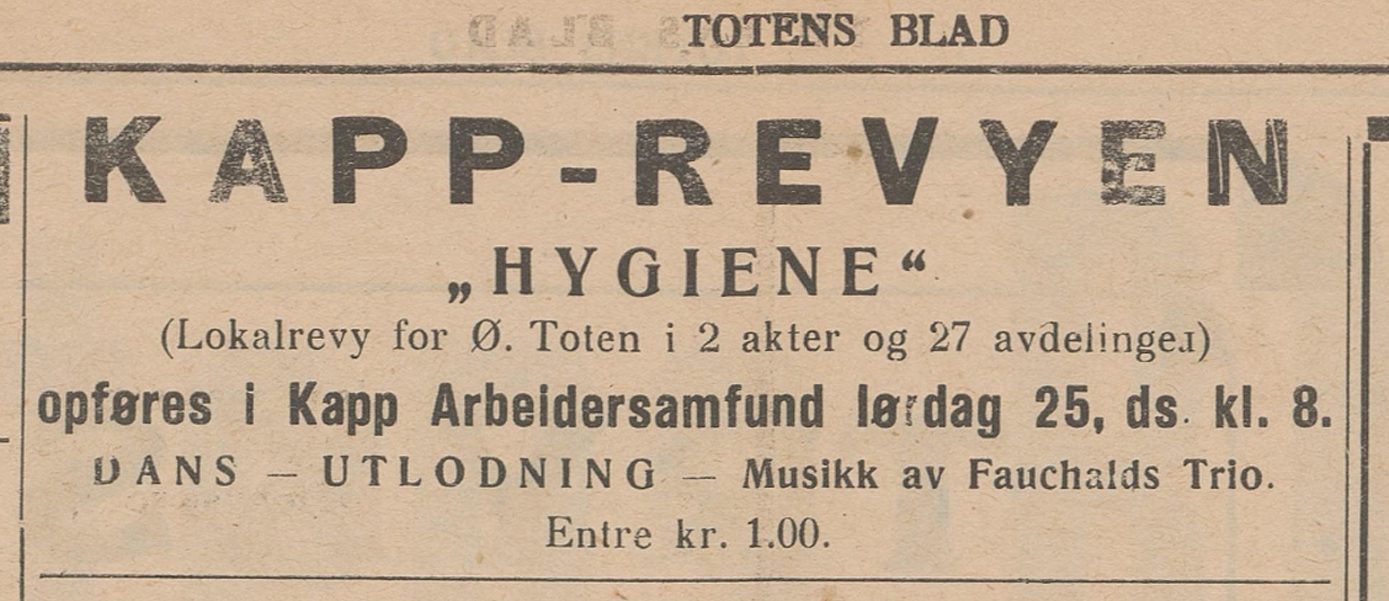 TOTENS BLAD
KAPP-REVYEN
„HYGIENE“
(Lokalrevy for Ø. Toten i 2 akter og 27 avdelinger)
opføres i Kapp Arbeidersamfund lørdag 25, ds. kl. 8.
DANS — UTLODNING — Musikk av Fauchalds Trio.
Entre kr. 1.00.